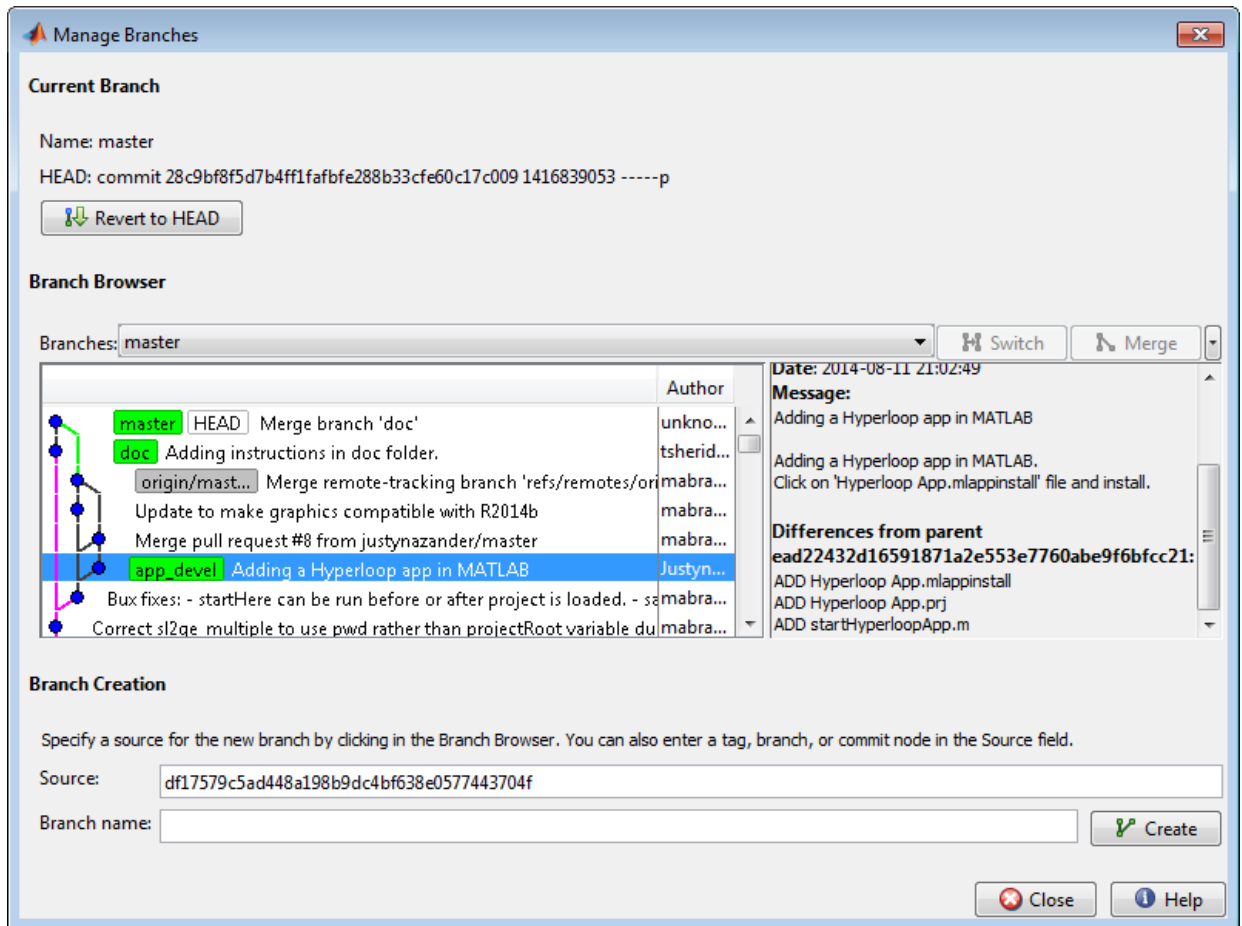 Manage Branches
Current Branch
Name: master
HEAD: commit 28c9bf8f5d7b4ff1fafbfe288b33cfe60c17c009 1416839053 -----p
Revert to HEAD
Branch Browser
Branches: master
Switch
Merge
Author
master HEAD Merge branch 'doc' unkno...
doc Adding instructions in doc folder. tsherid...
origin/mast... Merge remote-tracking branch 'refs/remotes/ori mabra...
Update to make graphics compatible with R2014b mabra...
Merge pull request #8 from justynazander/master mabra...
app_devel Adding a Hyperloop app in MATLAB Justyn...
Bux fixes: - startHere can be run before or after project is loaded. - sa mabra...
Correct sl2ge_multiple to use pwd rather than projectRoot variable du mabra...
Date: 2014-08-11 21:02:49
Message:
Adding a Hyperloop app in MATLAB
Adding a Hyperloop app in MATLAB.
Click on 'Hyperloop App.mlappinstall' file and install.
Differences from parent
ead22432d16591871a2e553e7760abe9f6bfcc21:
ADD Hyperloop App.mlappinstall
ADD Hyperloop App.prj
ADD startHyperloopApp.m
Branch Creation
Specify a source for the new branch by clicking in the Branch Browser. You can also enter a tag, branch, or commit node in the Source field.
Source: df17579c5ad448a198b9dc4bf638e0577443704f
Branch name:
Create
Close
Help